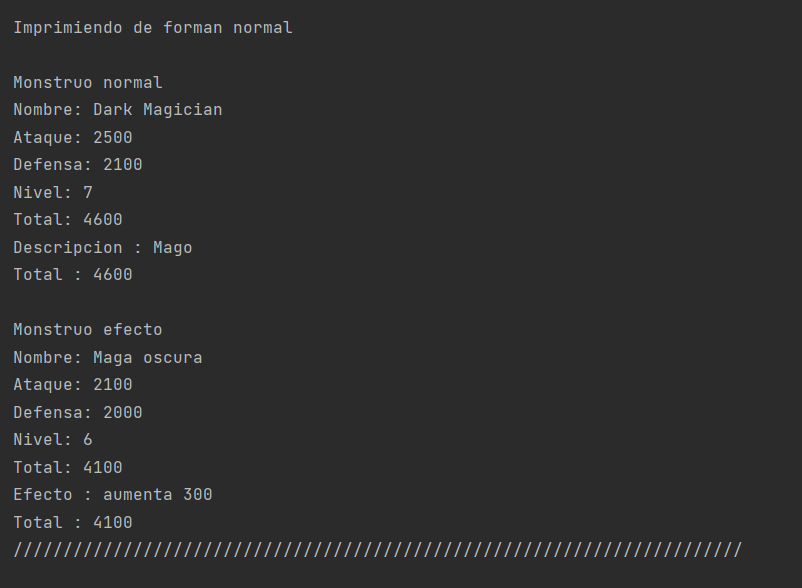 Imprimiendo de forman normal
Monstruo normal
Nombre: Dark Magician
Ataque: 2500
Defensa: 2100
Nivel: 7
Total: 4600
Descripcion : Mago
Total : 4600
Monstruo efecto
Nombre: Maga oscura
Ataque: 2100
Defensa: 2000
Nivel: 6
Total: 4100
Efecto : aumenta 300
Total : 4100
/////////////////////////////////////////////////////////////////////////